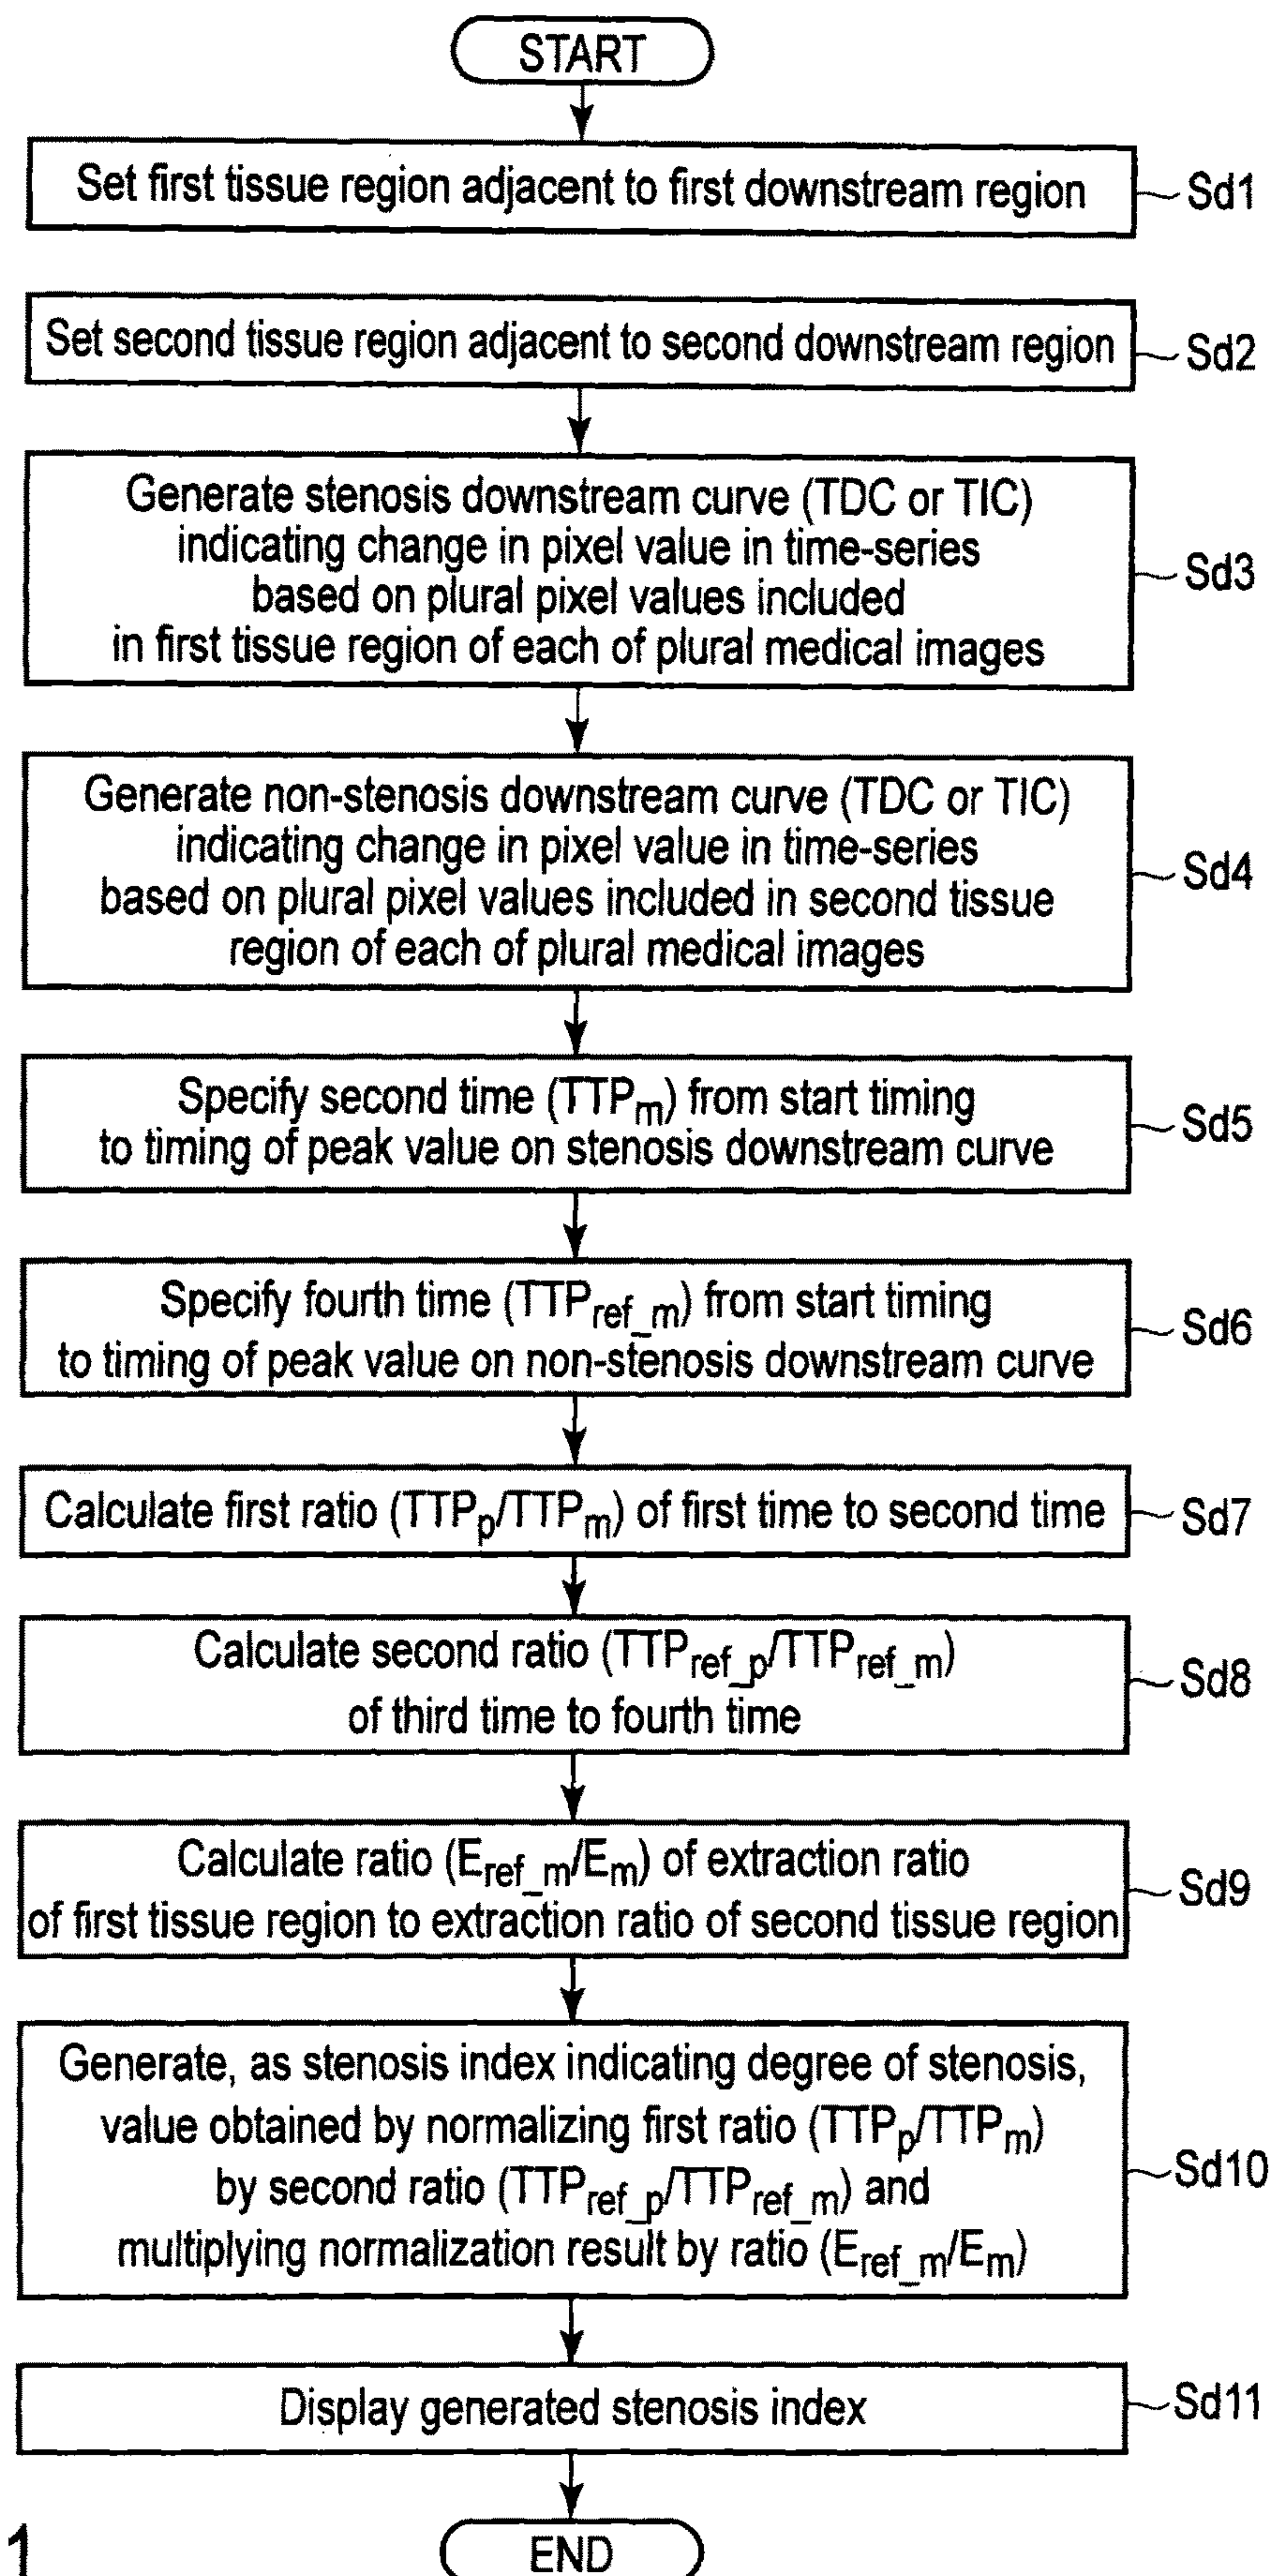 START
Set first tissue region adjacent to first downstream region
Sd1
Set second tissue region adjacent to second downstream region
Sd2
Generate stenosis downstream curve (TDC or TIC)
indicating change in pixel value in time-series
based on plural pixel values included
in first tissue region of each of plural medical images
Sd3
Generate non-stenosis downstream curve (TDC or TIC)
indicating change in pixel value in time-series
based on plural pixel values included in second tissue
region of each of plural medical images
Sd4
Specify second time (TTPm) from start timing
to timing of peak value on stenosis downstream curve
Sd5
Specify fourth time (TTPref_m) from start timing
to timing of peak value on non-stenosis downstream curve
Sd6
Calculate first ratio (TTPp/TTPm) of first time to second time
Sd7
Calculate second ratio (TTPref_p/TTPref_m)
of third time to fourth time
Sd8
Calculate ratio (Eref_m/Em) of extraction ratio
of first tissue region to extraction ratio of second tissue region
Sd9
Generate, as stenosis index indicating degree of stenosis,
value obtained by normalizing first ratio (TTPp/TTPm)
by second ratio (TTPref_p/TTPref_m) and
multiplying normalization result by ratio (Eref_m/Em)
Sd10
Display generated stenosis index
Sd11
END
1